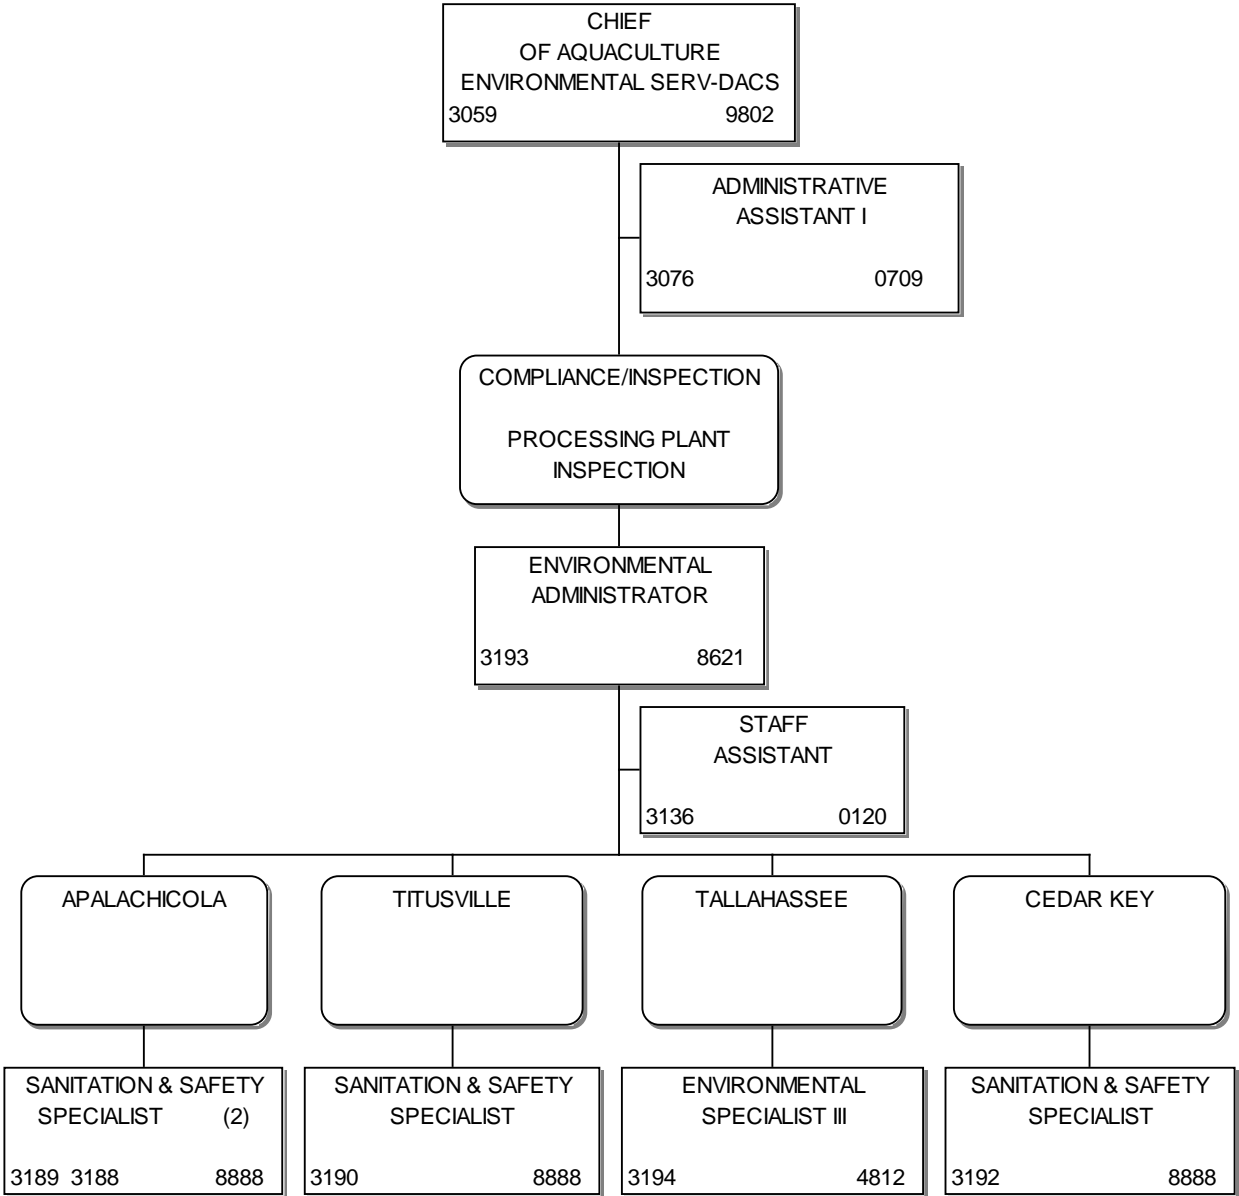 CHIEF
OF AQUACULTURE
ENVIRONMENTAL SERV-DACS
3059 9802
ADMINISTRATIVE
ASSISTANT I
3076 0709
COMPLIANCE/INSPECTION
PROCESSING PLANT
INSPECTION
ENVIRONMENTAL
ADMINISTRATOR
3193 8621
STAFF
ASSISTANT
3136 0120
APALACHICOLA
TITUSVILLE
TALLAHASSEE
CEDAR KEY
SANITATION & SAFETY
SPECIALIST (2)
3189 3188 8888
SANITATION & SAFETY
SPECIALIST
3190 8888
ENVIRONMENTAL
SPECIALIST III
3194 4812
SANITATION & SAFETY
SPECIALIST
3192 8888